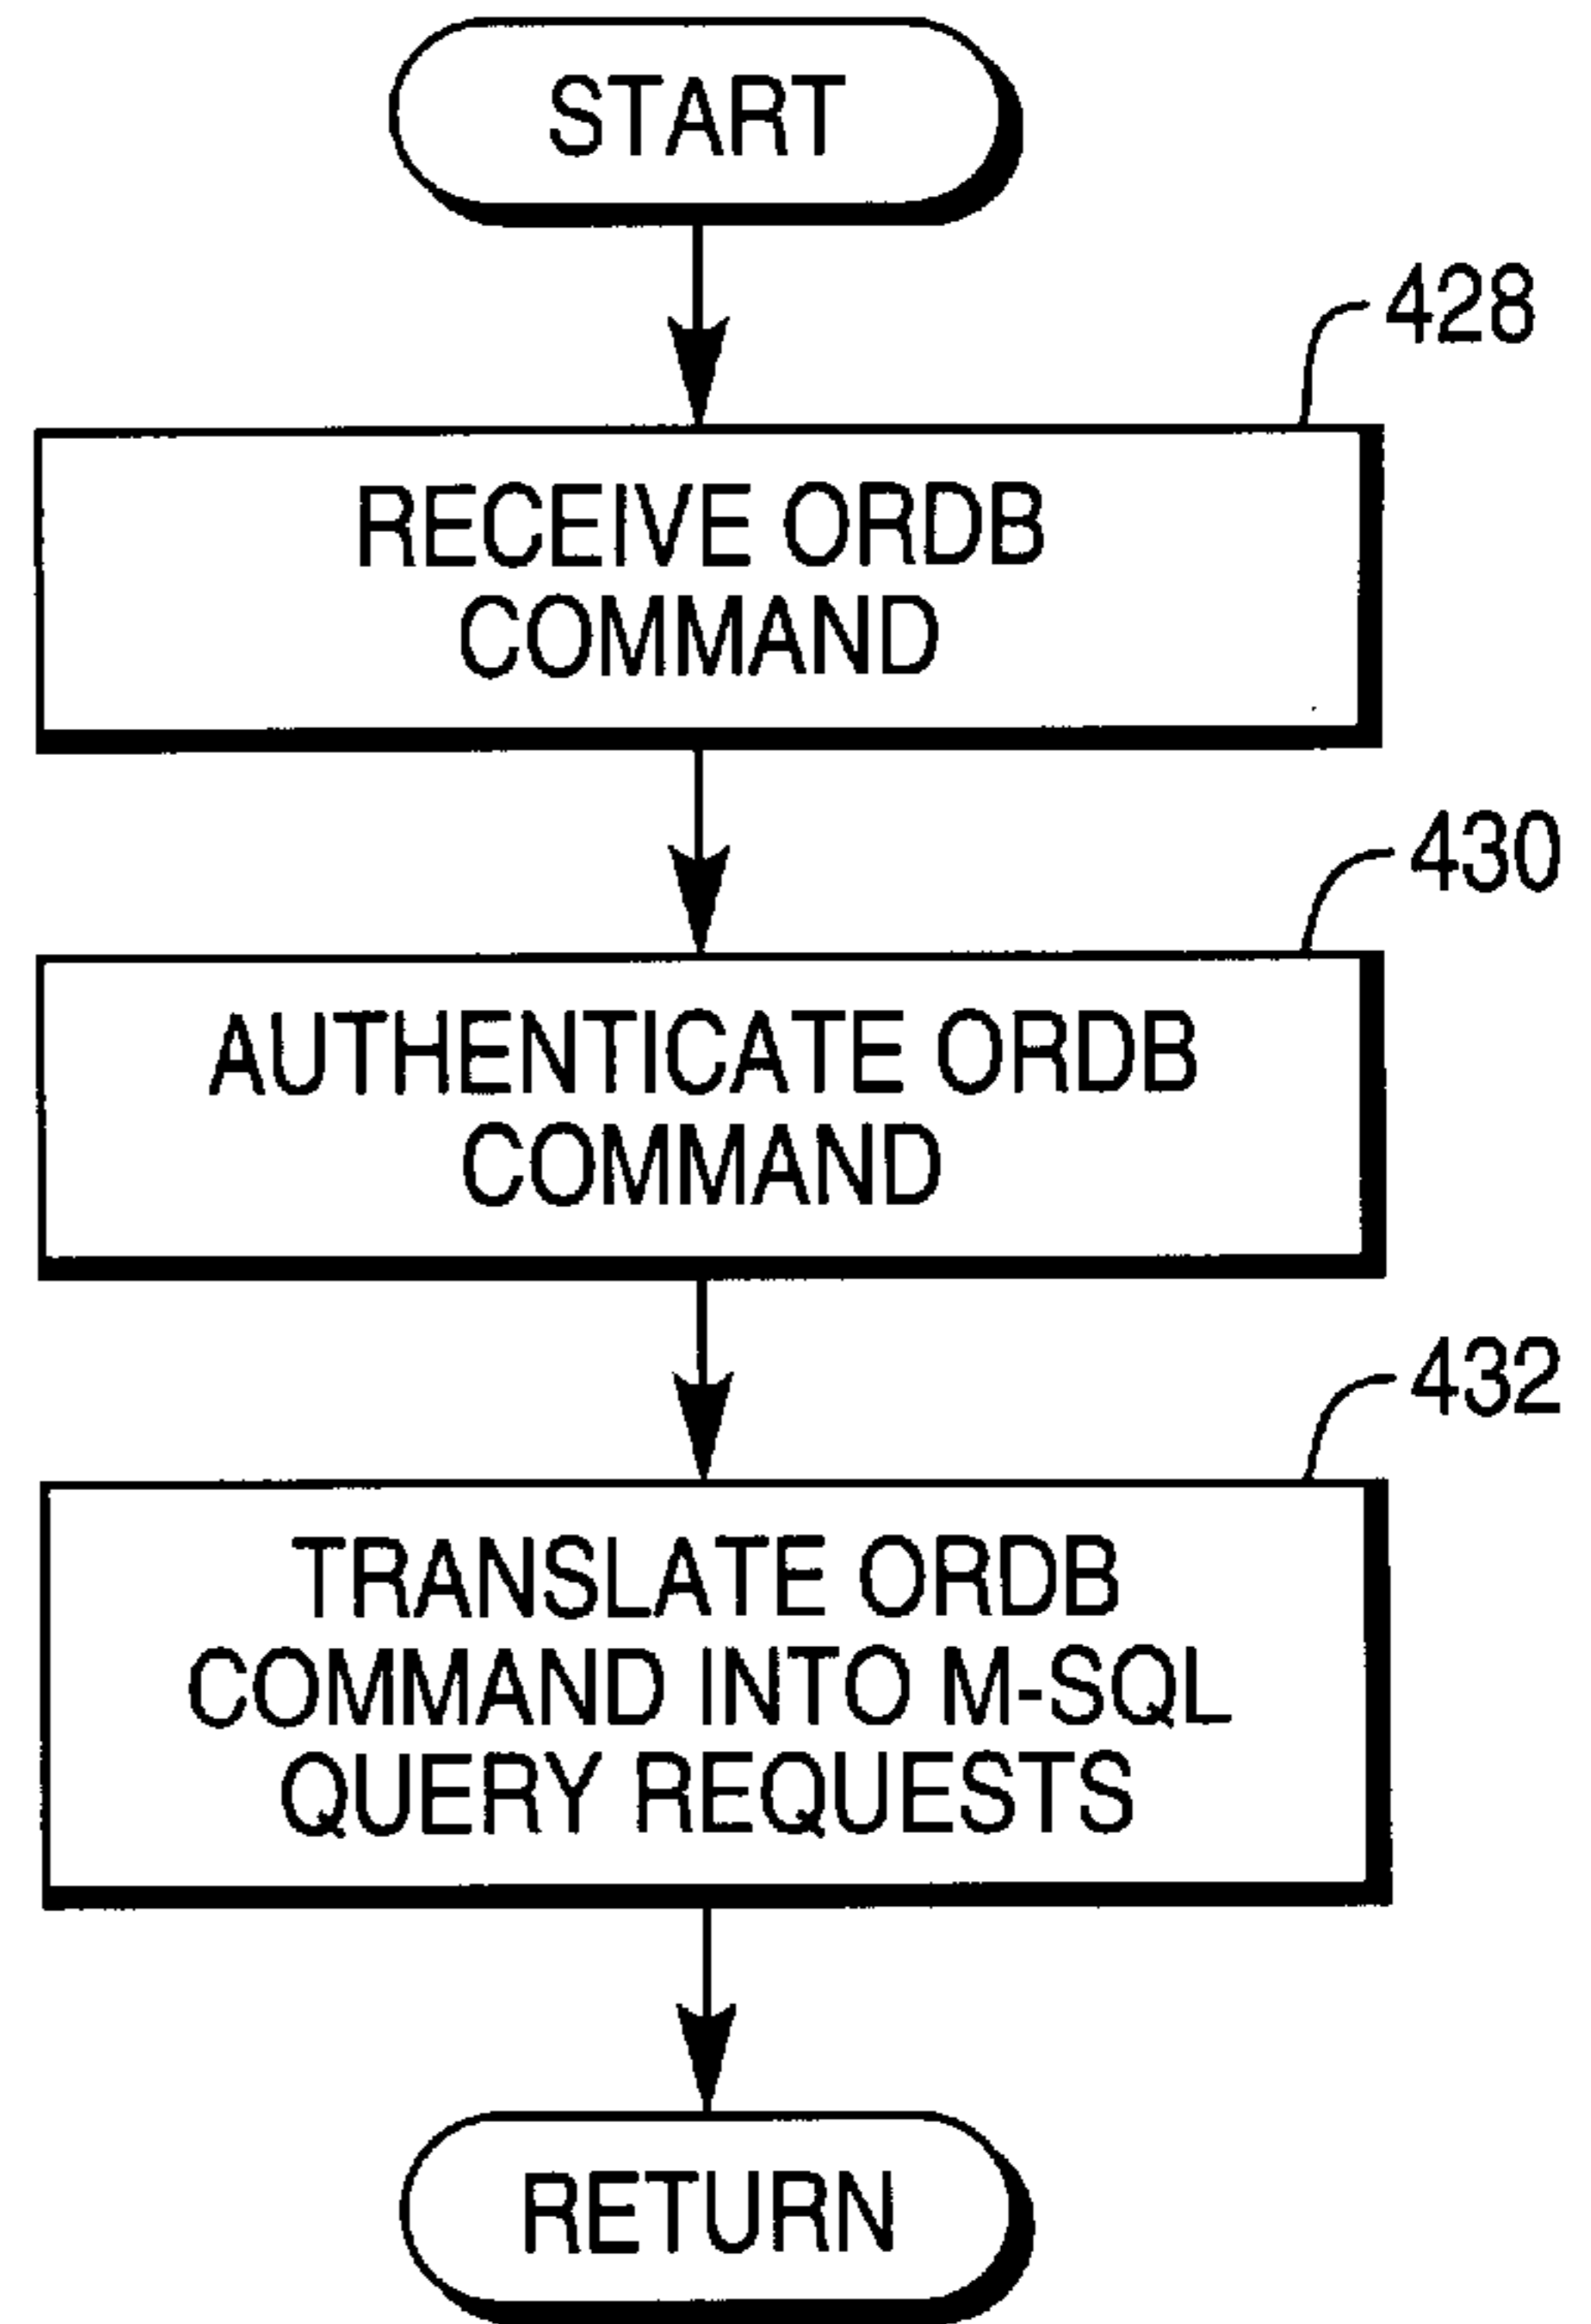 START
428
RECEIVE ORDB
COMMAND
430
AUTHENTICATE ORDB
COMMAND
432
TRANSLATE ORDB
COMMAND INTO M-SQL
QUERY REQUESTS
RETURN